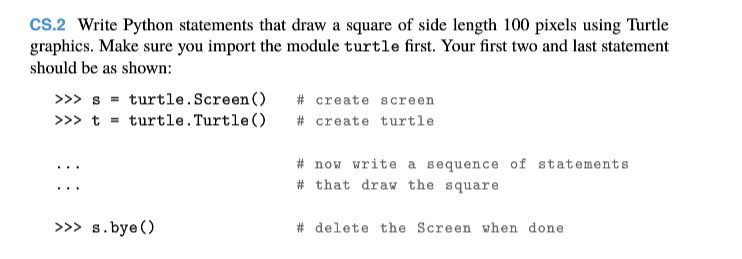 CS.2 Write Python statements that draw a square of side length 100 pixels using Turtle
graphics. Make sure you import the module turtle first. Your first two and last statement
should be as shown:
>>> s = turtle.Screen() # create screen
>>> t = turtle.Turtle() # create turtle
... # now write a sequence of statements
... # that draw the square
>>> s.bye() # delete the Screen when done